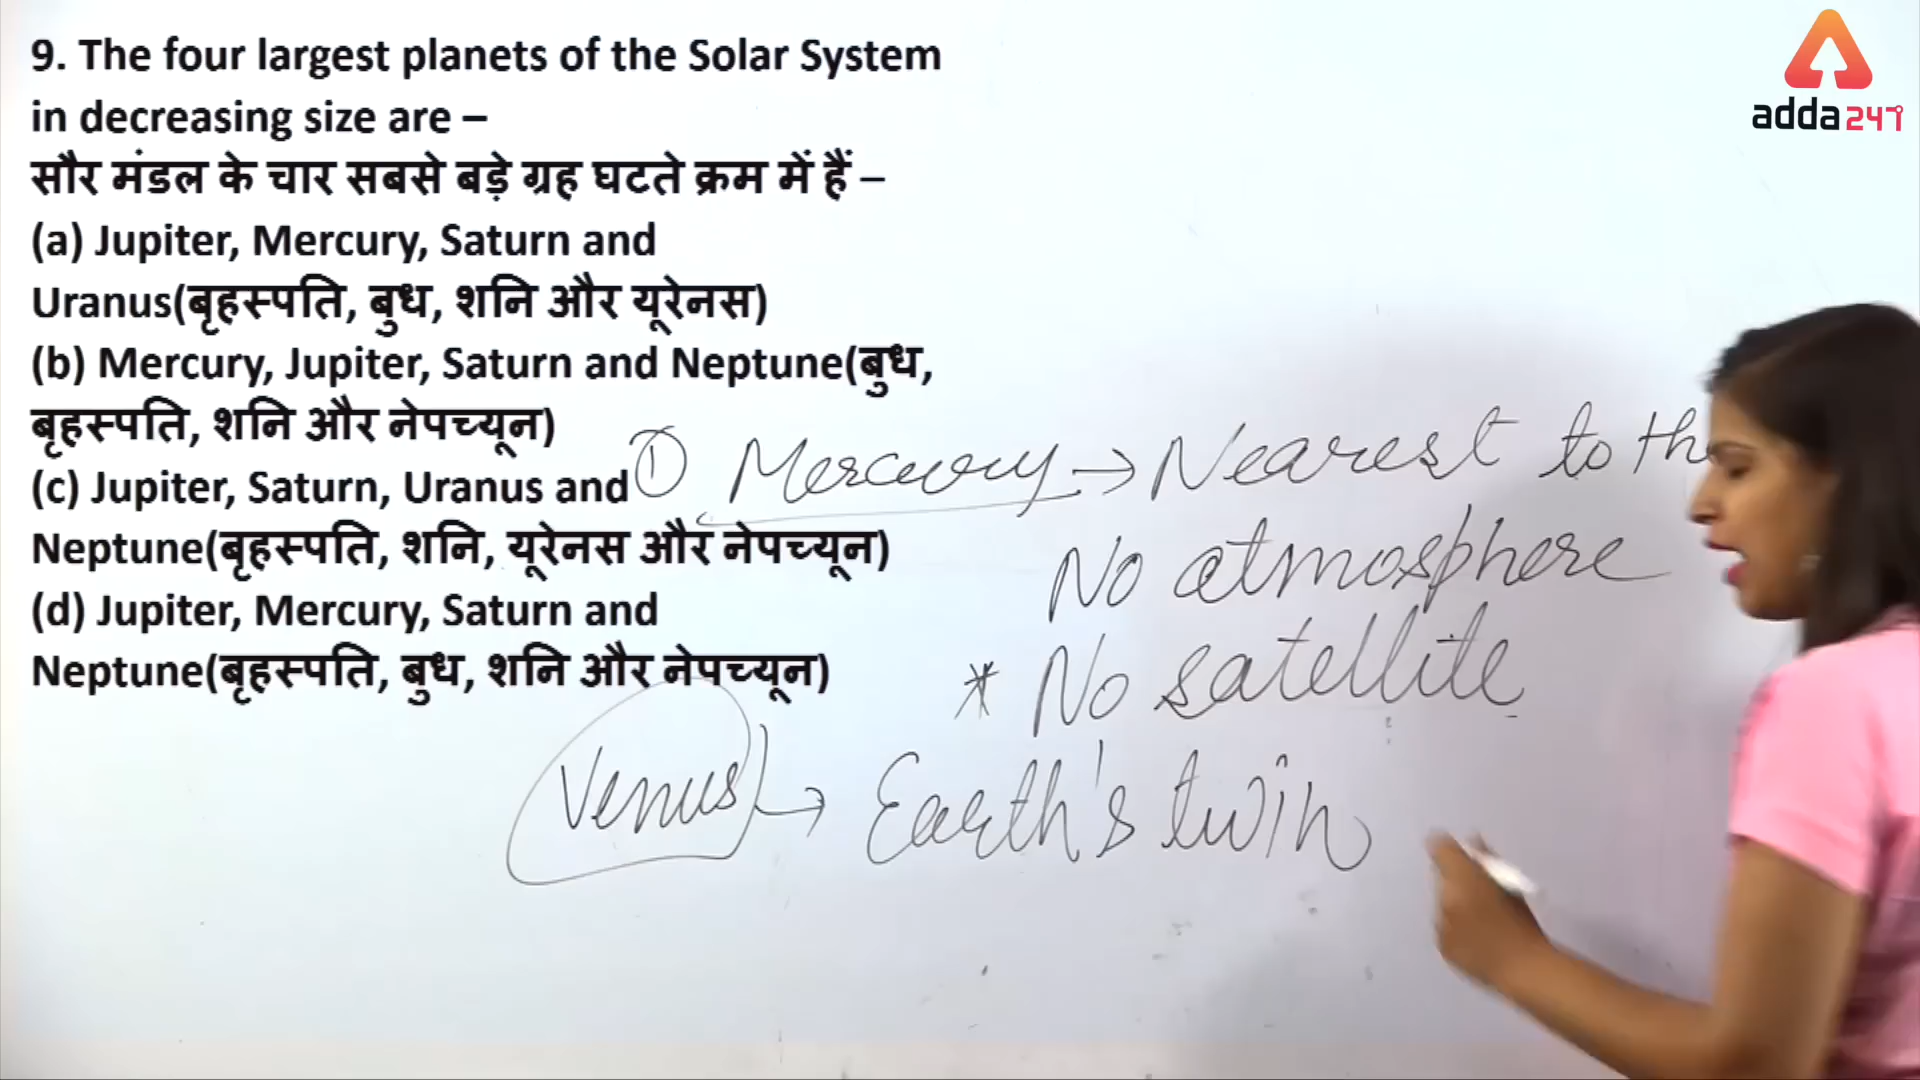 9. The four largest planets of the Solar System
in decreasing size are –
सौर मंडल के चार सबसे बड़े ग्रह घटते क्रम में हैं –
(a) Jupiter, Mercury, Saturn and
Uranus(बृहस्पति, बुध, शनि और यूरेनस)
(b) Mercury, Jupiter, Saturn and Neptune(बुध,
बृहस्पति, शनि और नेपच्यून)
(c) Jupiter, Saturn, Uranus and
Neptune(बृहस्पति, शनि, यूरेनस और नेपच्यून)
(d) Jupiter, Mercury, Saturn and
Neptune(बृहस्पति, बुध, शनि और नेपच्यून)
① Mercury → Nearest to th
No atmosphere
* No satellite
Venus → Earth's twin
adda247